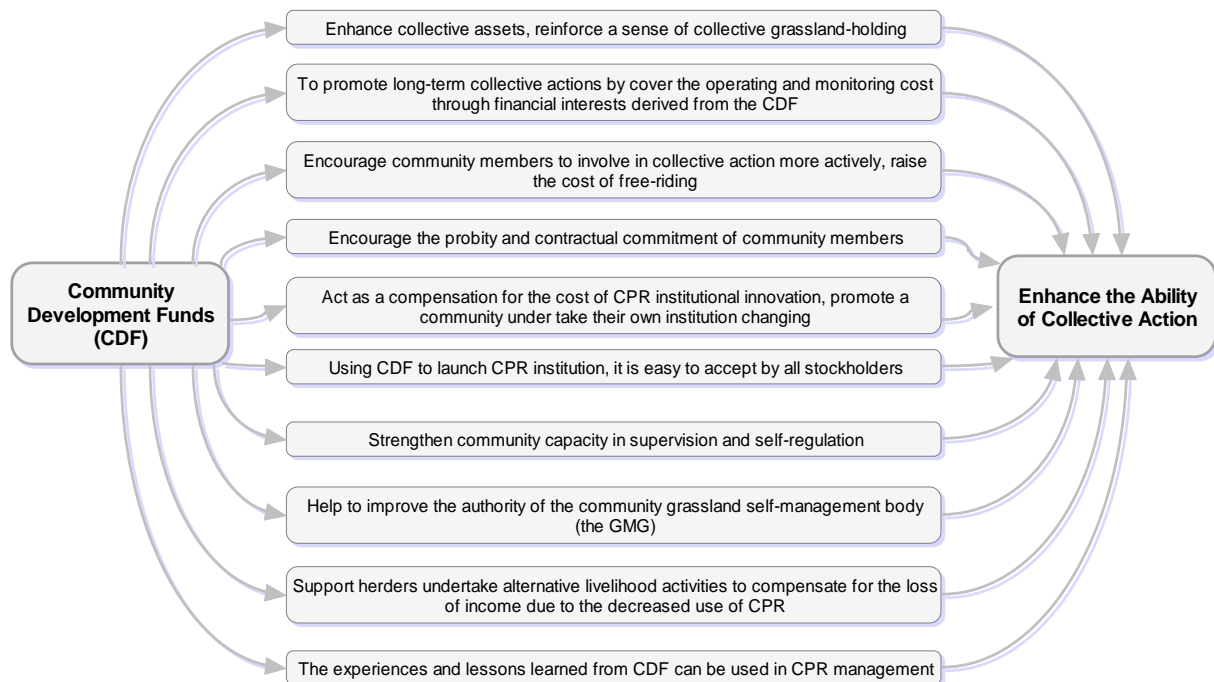 Enhance collective assets, reinforce a sense of collective grassland-holding
To promote long-term collective actions by cover the operating and monitoring cost
through financial interests derived from the CDF
Encourage community members to involve in collective action more actively, raise
the cost of free-riding
Encourage the probity and contractual commitment of community members
Community
Development Funds
(CDF)
Act as a compensation for the cost of CPR institutional innovation, promote a
community under take their own institution changing
Enhance the Ability
of Collective Action
Using CDF to launch CPR institution, it is easy to accept by all stockholders
Strengthen community capacity in supervision and self-regulation
Help to improve the authority of the community grassland self-management body
(the GMG)
Support herders undertake alternative livelihood activities to compensate for the loss
of income due to the decreased use of CPR
The experiences and lessons learned from CDF can be used in CPR management